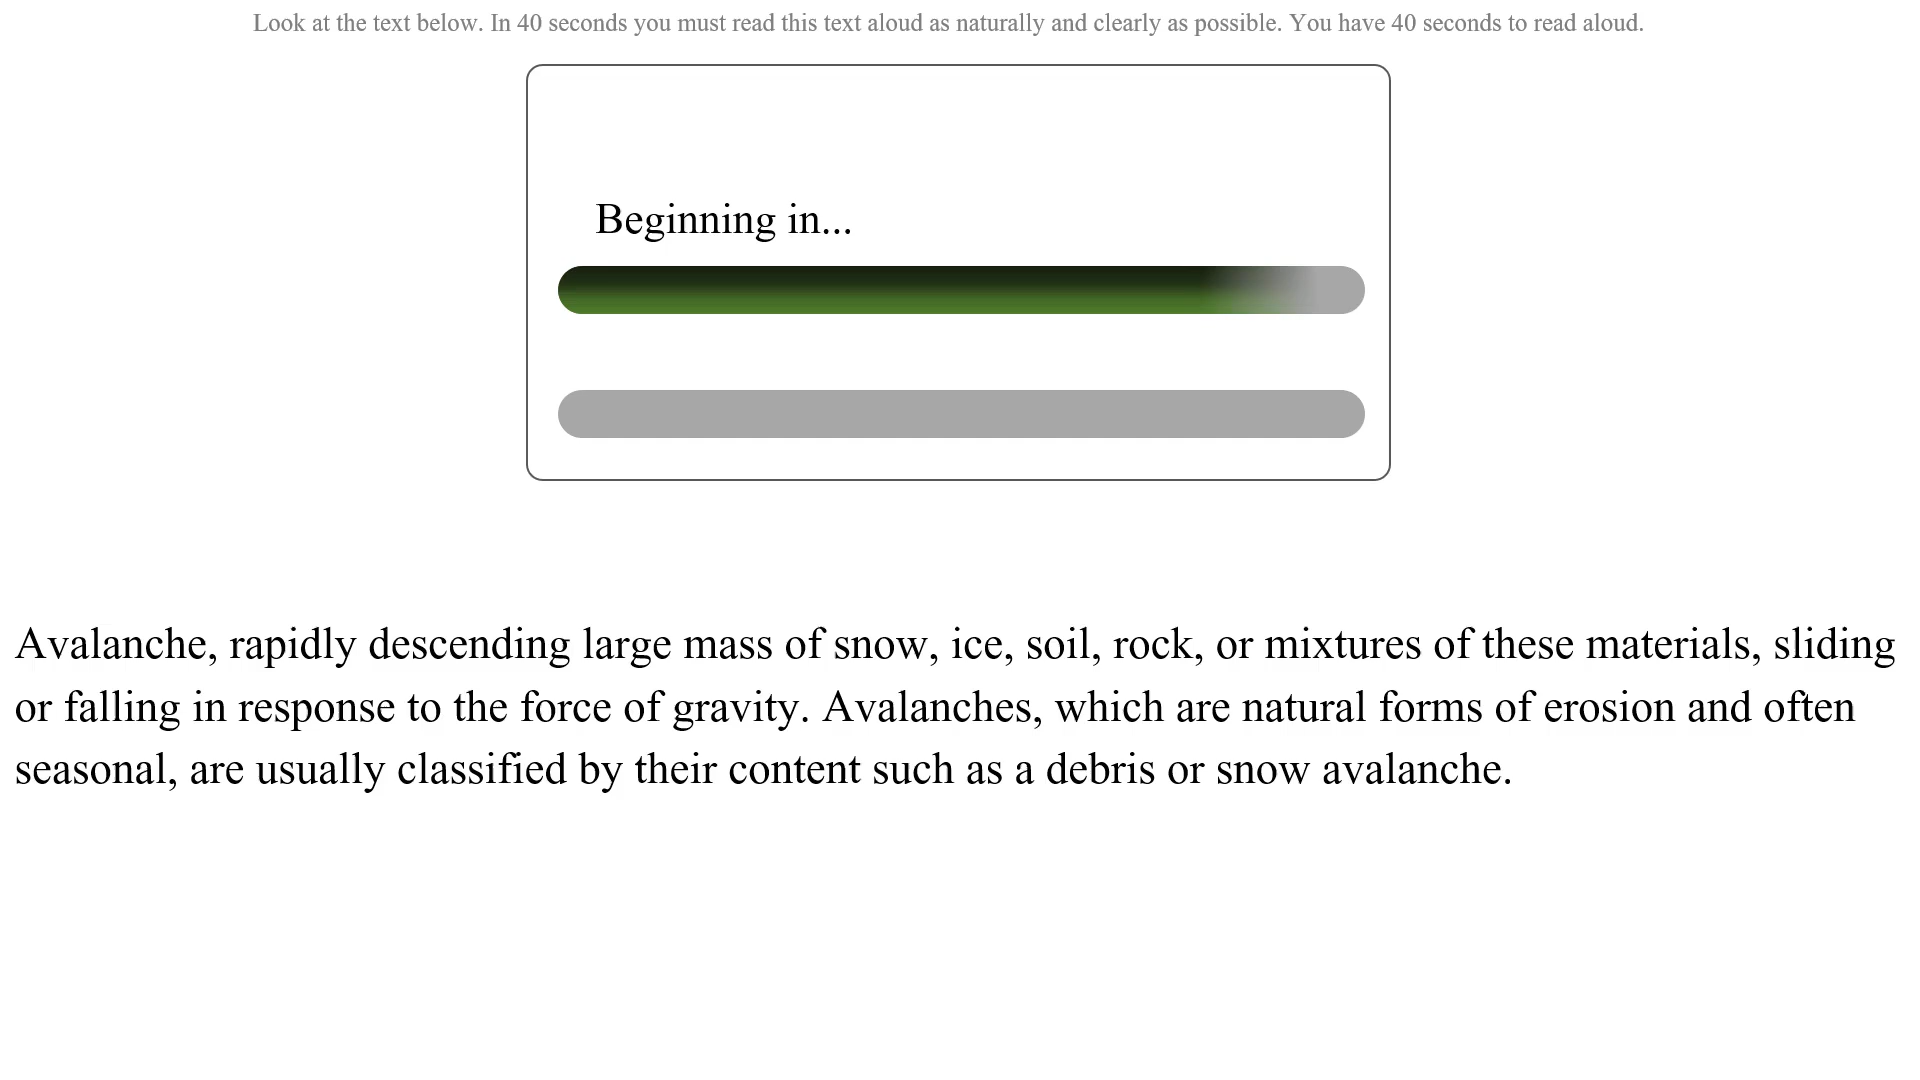 Look at the text below. In 40 seconds you must read this text aloud as naturally and clearly as possible. You have 40 seconds to read aloud.
Beginning in...
Avalanche, rapidly descending large mass of snow, ice, soil, rock, or mixtures of these materials, sliding
or falling in response to the force of gravity. Avalanches, which are natural forms of erosion and often
seasonal, are usually classified by their content such as a debris or snow avalanche.